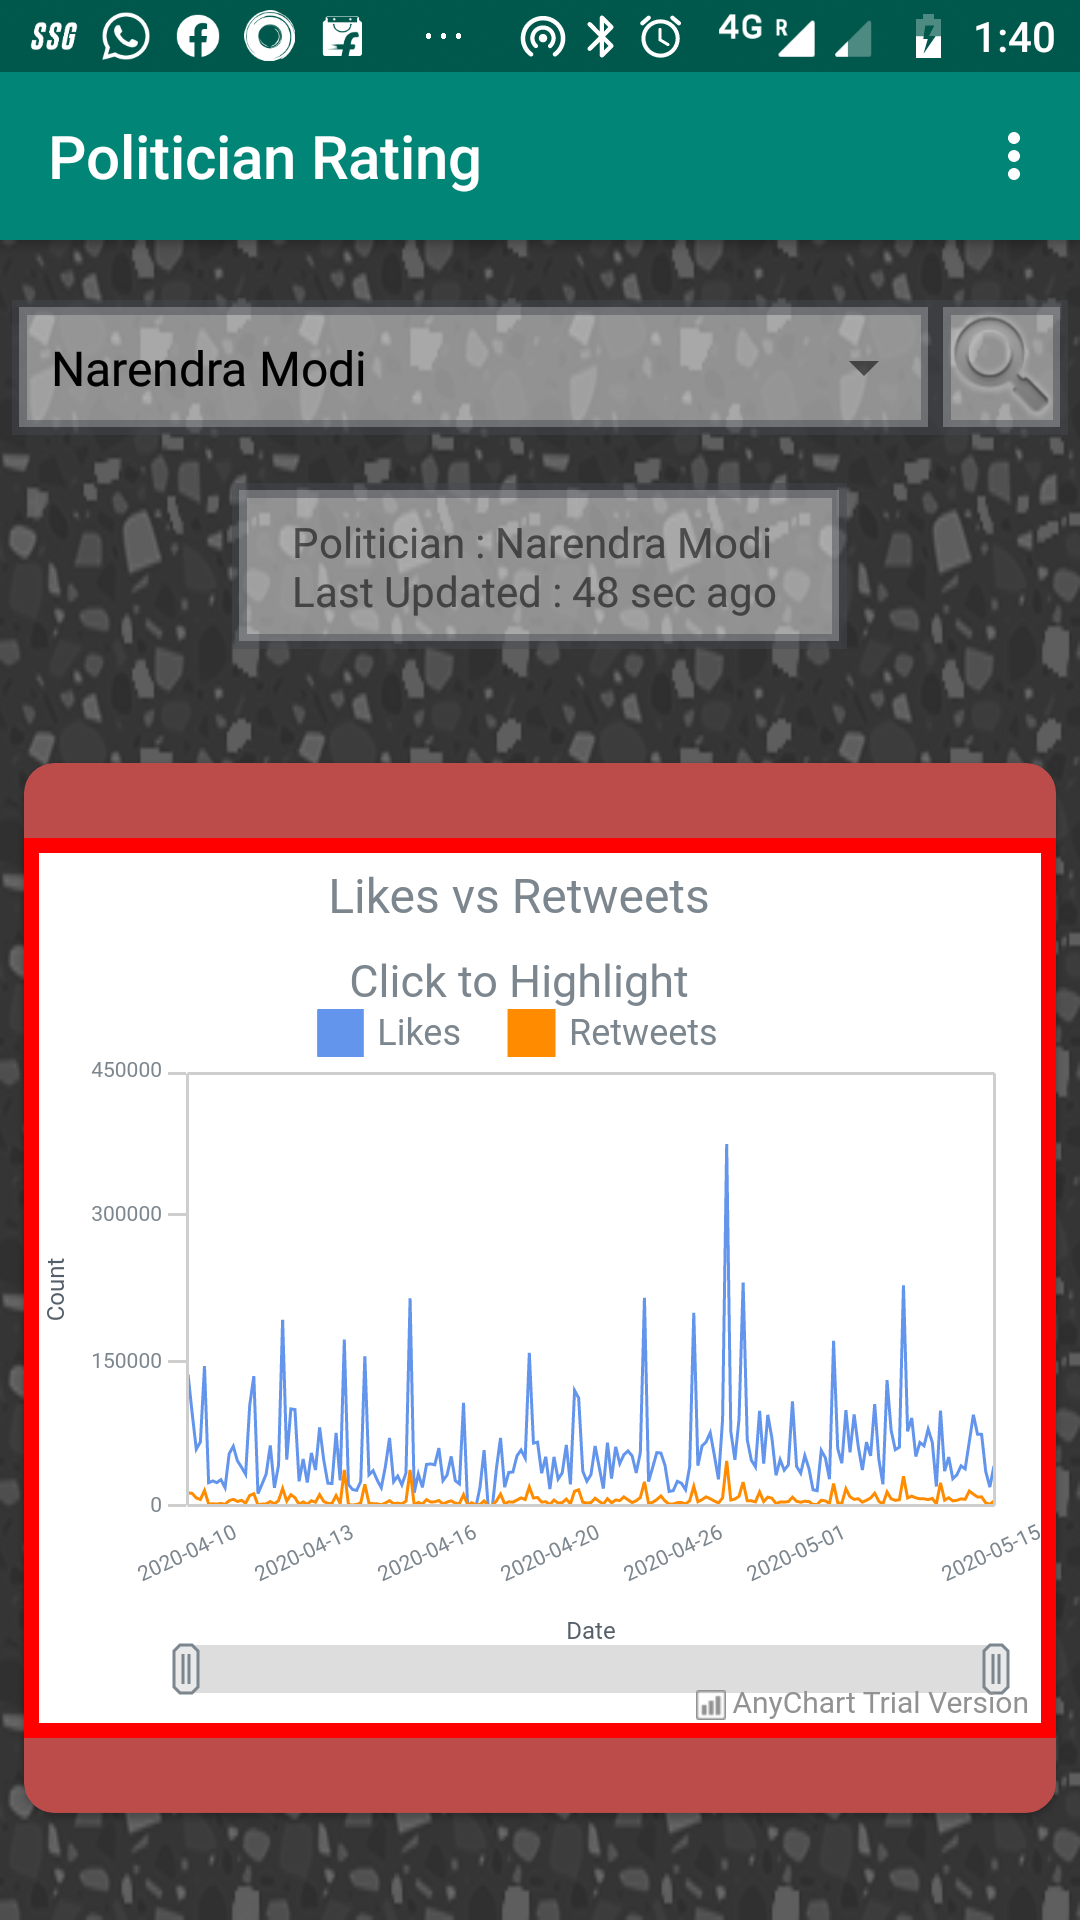 SSG
4G R
1:40
Politician Rating
Narendra Modi
Politician : Narendra Modi
Last Updated : 48 sec ago
Likes vs Retweets
Click to Highlight
Likes Retweets
450000
300000
150000
0
Count
2020-04-10 2020-04-13 2020-04-16 2020-04-20 2020-04-26 2020-05-01 2020-05-15
Date
AnyChart Trial Version